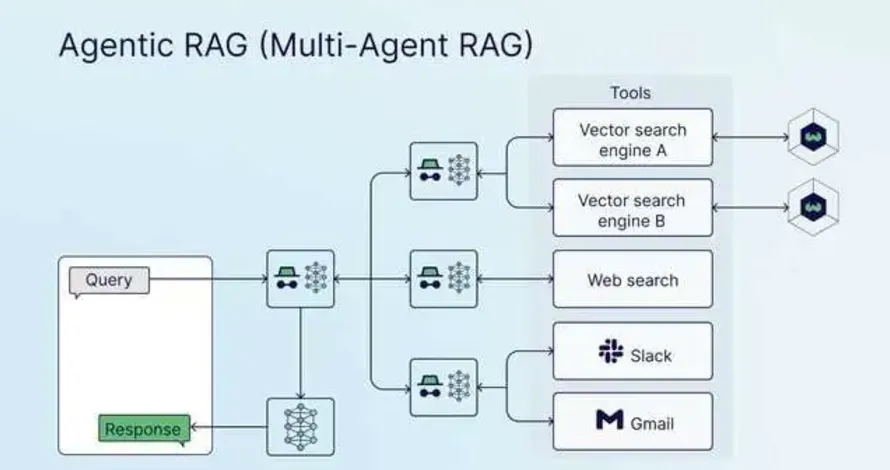 Agentic RAG (Multi-Agent RAG)
Tools
Vector search
engine A
Vector search
engine B
Query
Web search
Slack
Response
Gmail